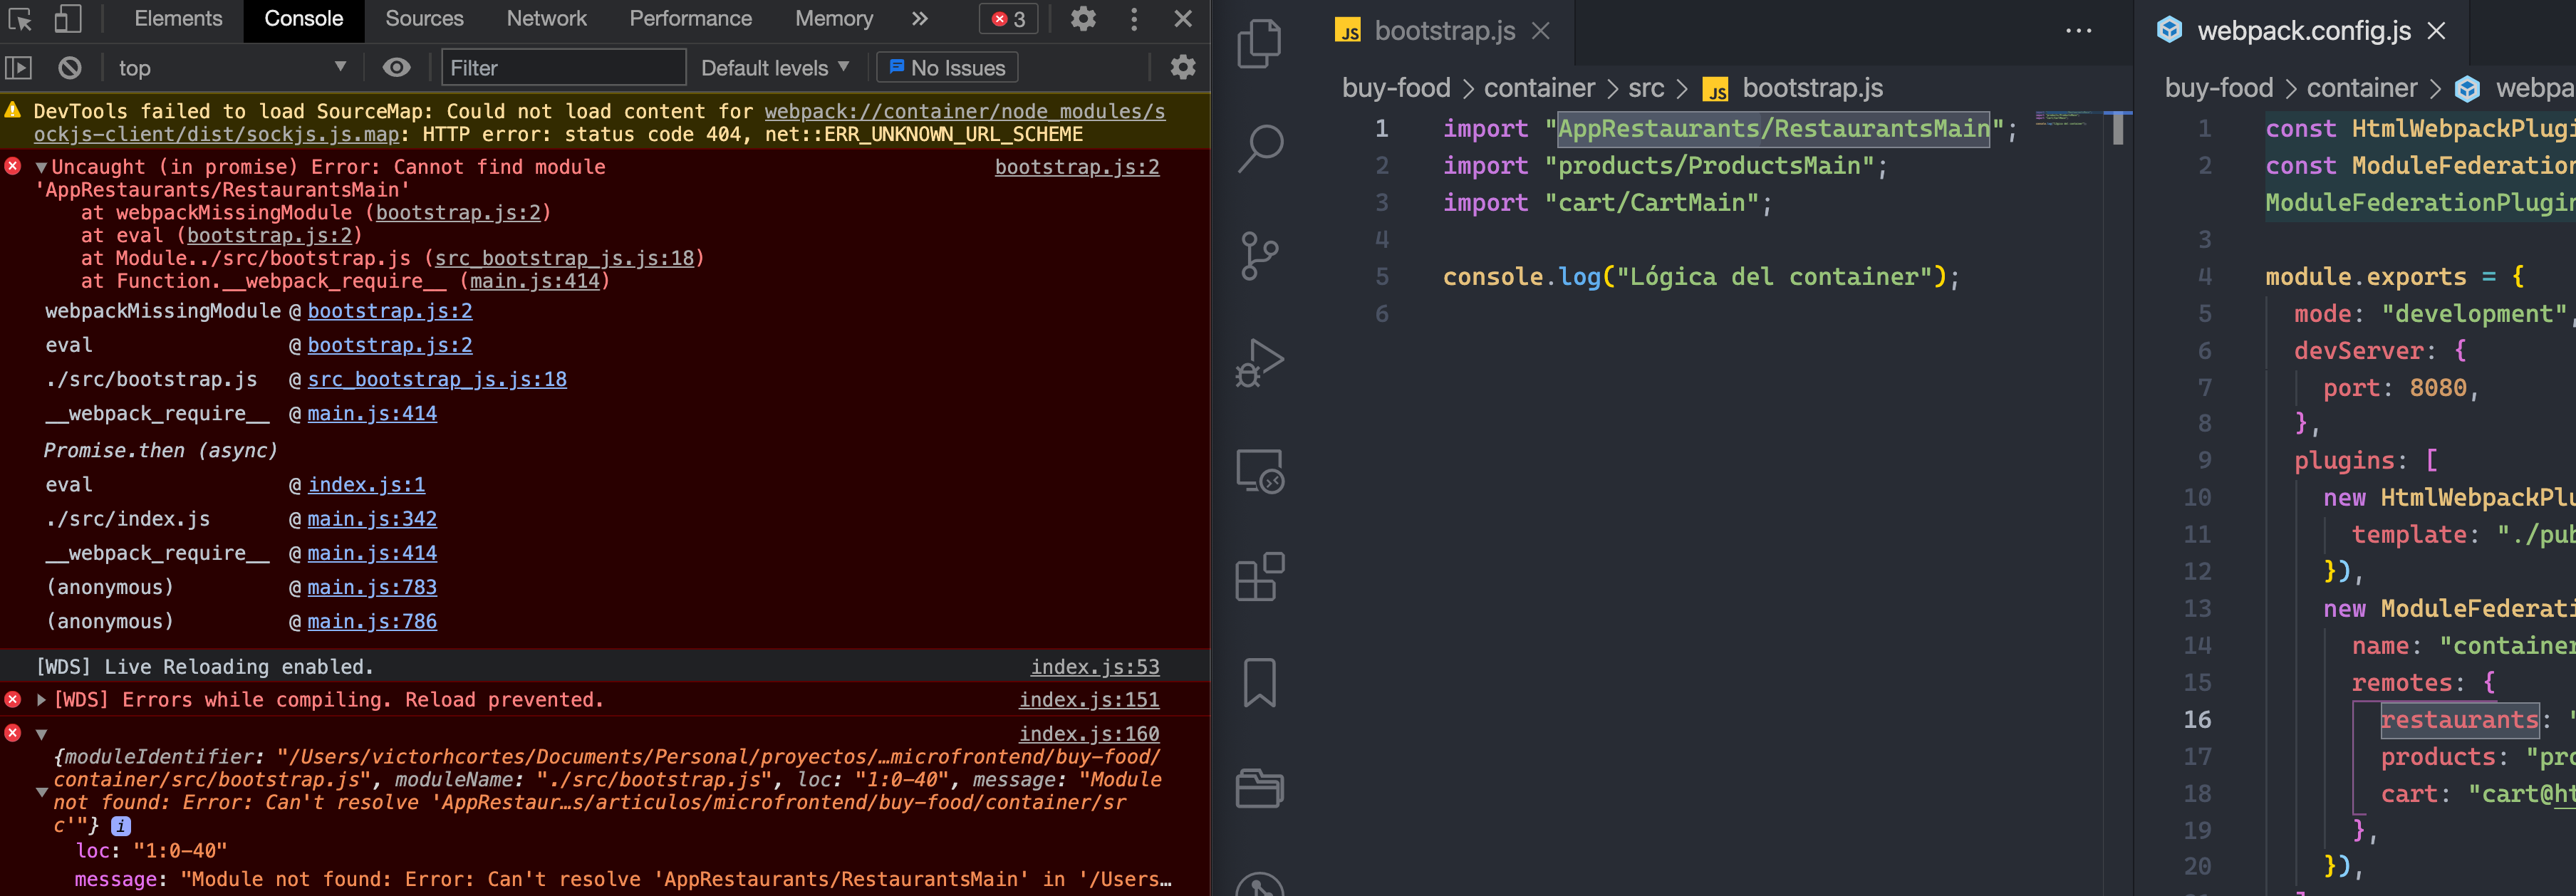 Elements Console Sources Network Performance Memory » 3
top Filter Default levels No Issues
DevTools failed to load SourceMap: Could not load content for webpack://container/node_modules/s
ockjs-client/dist/sockjs.js.map: HTTP error: status code 404, net::ERR_UNKNOWN_URL_SCHEME
Uncaught (in promise) Error: Cannot find module bootstrap.js:2
'AppRestaurants/RestaurantsMain'
at webpackMissingModule (bootstrap.js:2)
at eval (bootstrap.js:2)
at Module../src/bootstrap.js (src_bootstrap_js.js:18)
at Function.__webpack_require__ (main.js:414)
webpackMissingModule @ bootstrap.js:2
eval @ bootstrap.js:2
./src/bootstrap.js @ src_bootstrap_js.js:18
__webpack_require__ @ main.js:414
Promise.then (async)
eval @ index.js:1
./src/index.js @ main.js:342
__webpack_require__ @ main.js:414
(anonymous) @ main.js:783
(anonymous) @ main.js:786
[WDS] Live Reloading enabled. index.js:53
[WDS] Errors while compiling. Reload prevented. index.js:151
index.js:160
{moduleIdentifier: "/Users/victorhcortes/Documents/Personal/proyectos/…microfrontend/buy-food/
container/src/bootstrap.js", moduleName: "./src/bootstrap.js", loc: "1:0-40", message: "Module
not found: Error: Can't resolve 'AppRestaur…s/articulos/microfrontend/buy-food/container/sr
c'"} i
loc: "1:0-40"
message: "Module not found: Error: Can't resolve 'AppRestaurants/RestaurantsMain' in '/Users…
JS bootstrap.js
buy-food > container > src > JS bootstrap.js
1 import "AppRestaurants/RestaurantsMain";
2 import "products/ProductsMain";
3 import "cart/CartMain";
4
5 console.log("Lógica del container");
6
webpack.config.js
buy-food > container > webpa
1 const HtmlWebpackPlugi
2 const ModuleFederation
ModuleFederationPlugin
3
4 module.exports = {
5 mode: "development",
6 devServer: {
7 port: 8080,
8 },
9 plugins: [
10 new HtmlWebpackPlu
11 template: "./pub
12 }),
13 new ModuleFederati
14 name: "container
15 remotes: {
16 restaurants: "
17 products: "pro
18 cart: "cart@ht
19 },
20 }),